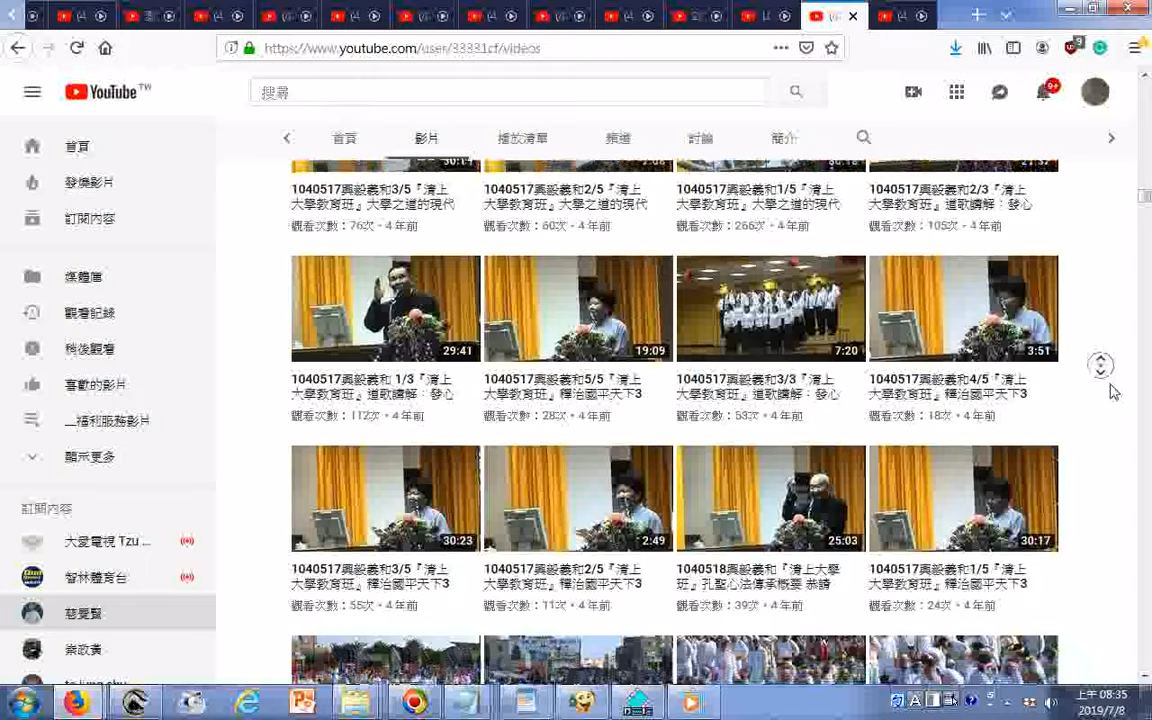 https://www.youtube.com/user/33331cf/videos
9
YouTube TW
搜尋
9+
首頁
影片
播放清單
頻道
討論
簡介
首頁
發燒影片
訂閱內容
媒體庫
觀看記錄
稍後觀看
喜歡的影片
顯示更多
訂閱內容
大愛電視 Tzu ...
智林體育台
慈愛賢
1040517興毅義和3/5『清上
大學教育班』大學之道的現代
觀看次數：76次 • 4 年前
1040517興毅義和2/5『清上
大學教育班』大學之道的現代
觀看次數：60次 • 4 年前
1040517興毅義和1/5『清上
大學教育班』大學之道的現代
觀看次數：266次 • 4 年前
1040517興毅義和2/3『清上
大學教育班』道歌講解：發心
觀看次數：105次 • 4 年前
29:41
19:09
7:20
3:51
1040517興毅義和 1/3『清上
大學教育班』道歌講解：發心
觀看次數：112次 • 4 年前
1040517興毅義和5/5『清上
大學教育班』釋治國平天下3
觀看次數：28次 • 4 年前
1040517興毅義和3/3『清上
大學教育班』道歌講解：發心
觀看次數：53次 • 4 年前
1040517興毅義和4/5『清上
大學教育班』釋治國平天下3
觀看次數：18次 • 4 年前
30:23
2:49
25:03
30:17
1040517興毅義和3/5『清上
大學教育班』釋治國平天下3
觀看次數：55次 • 4 年前
1040517興毅義和2/5『清上
大學教育班』釋治國平天下3
觀看次數：11次 • 4 年前
1040518興毅義和『清上大學
班』孔聖心法傳承概要 恭請
觀看次數：39次 • 4 年前
1040517興毅義和1/5『清上
大學教育班』釋治國平天下3
觀看次數：24次 • 4 年前
上午 08:35
2019/7/8